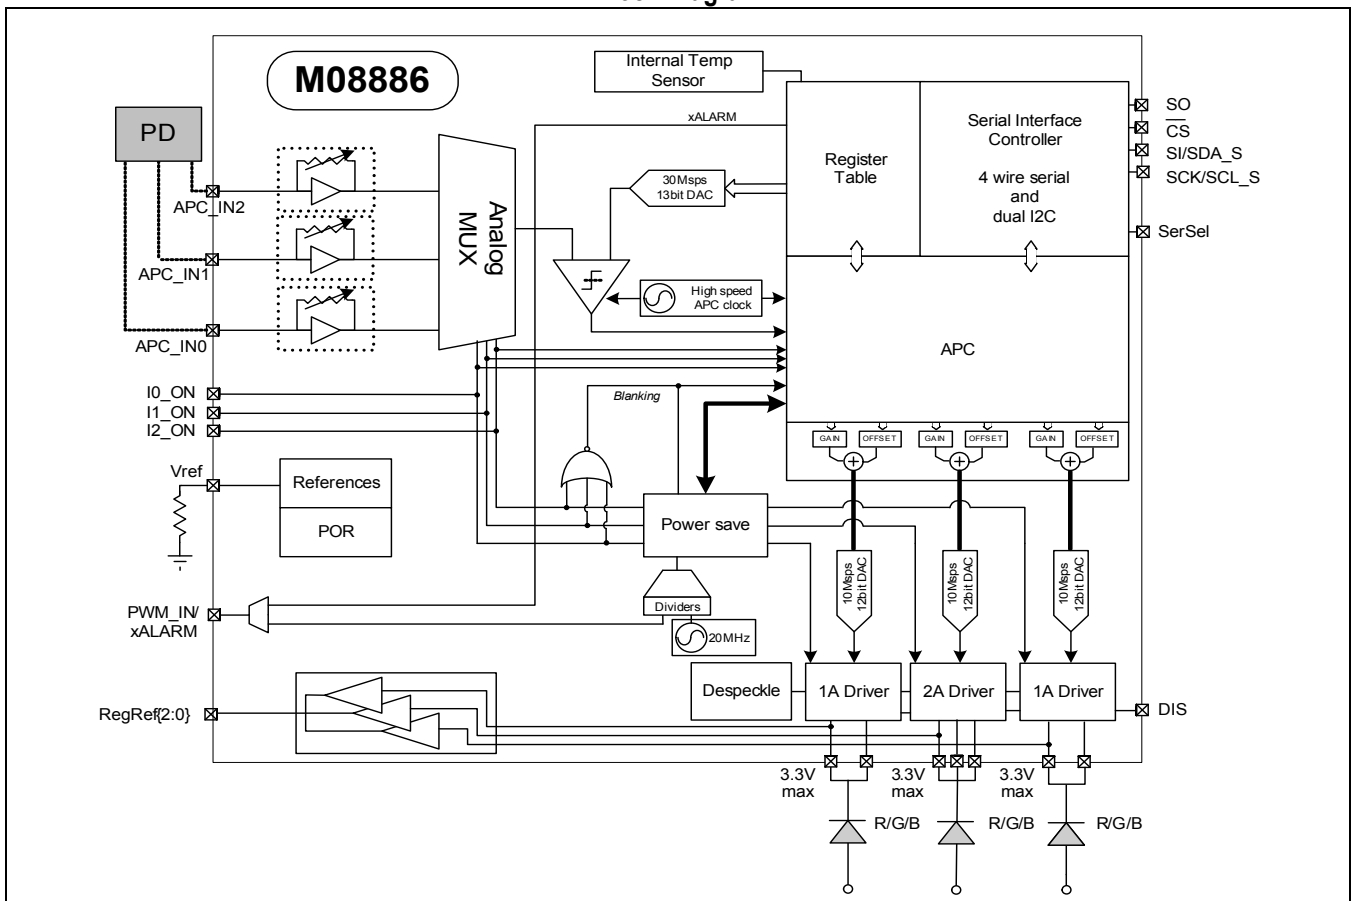 M08886
Internal Temp
Sensor
PD
xALARM
SO
CS
SI/SDA_S
SCK/SCL_S
SerSel
Register
Table
Serial Interface
Controller
4 wire serial
and
dual I2C
30Msps
13bit DAC
APC_IN2
APC_IN1
APC_IN0
Analog
MUX
High speed
APC clock
APC
I0_ON
I1_ON
I2_ON
Blanking
GAIN
OFFSET
GAIN
OFFSET
GAIN
OFFSET
+
+
+
Vref
References
POR
Power save
10Msps
12bit DAC
10Msps
12bit DAC
10Msps
12bit DAC
PWM_IN/
xALARM
Dividers
20MHz
Despeckle
1A Driver
2A Driver
1A Driver
RegRef{2:0}
DIS
3.3V
max
3.3V
max
3.3V
max
R/G/B
R/G/B
R/G/B